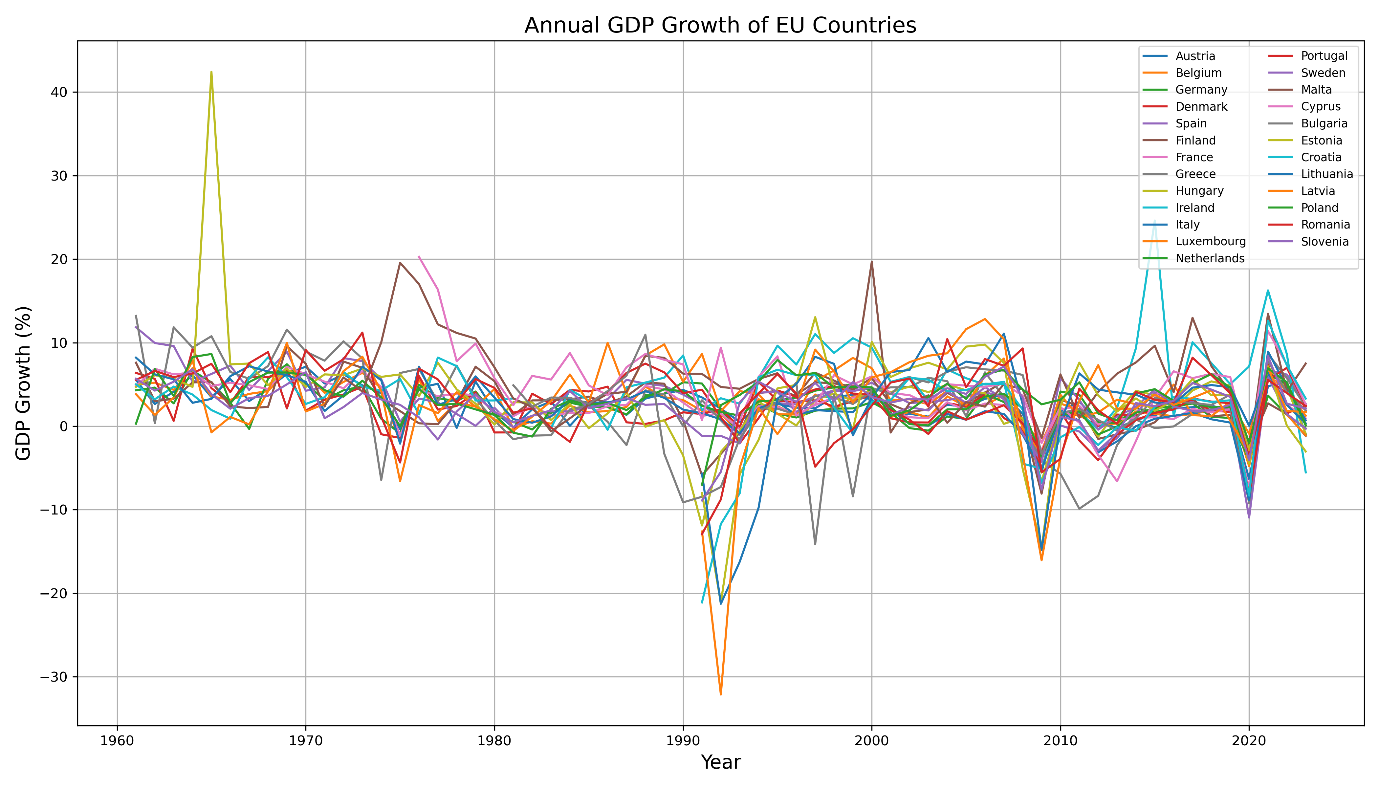 Annual GDP Growth of EU Countries
GDP Growth (%)
40
30
20
10
0
−10
−20
−30
1960
1970
1980
1990
2000
2010
2020
Year
Austria
Belgium
Germany
Denmark
Spain
Finland
France
Greece
Hungary
Ireland
Italy
Luxembourg
Netherlands
Portugal
Sweden
Malta
Cyprus
Bulgaria
Estonia
Croatia
Lithuania
Latvia
Poland
Romania
Slovenia